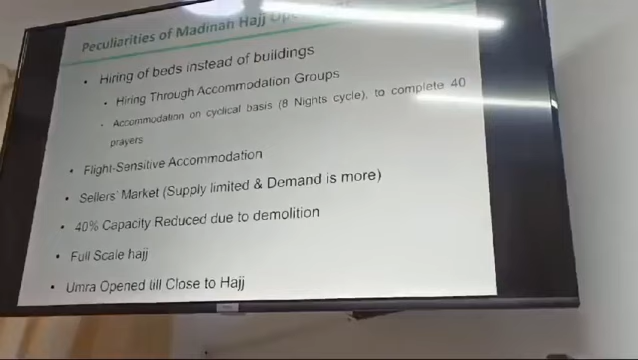 Peculiarities of Madinah Hajj
• Hiring of beds instead of buildings
• Hiring Through Accommodation Groups
• Accommodation on cyclical basis (8 Nights cycle), to complete 40
prayers
• Flight-Sensitive Accommodation
• Sellers' Market (Supply limited & Demand is more)
• 40% Capacity Reduced due to demolition
• Full Scale hajj
• Umra Opened till Close to Hajj